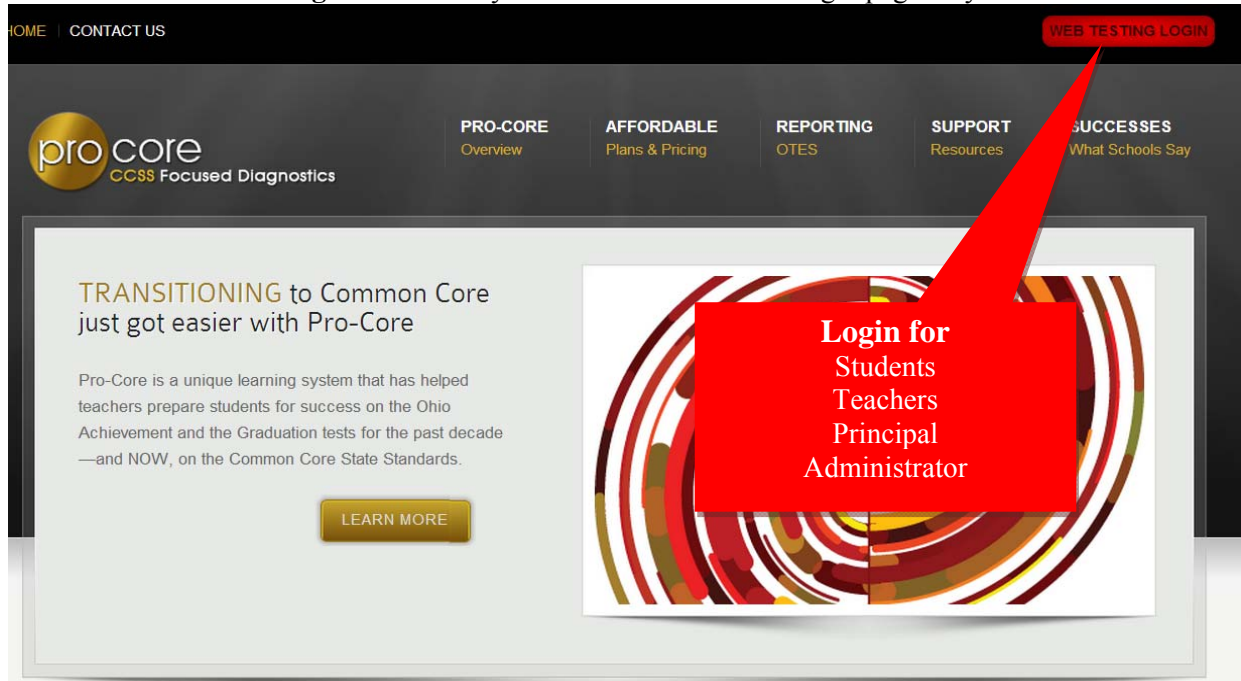 HOME | CONTACT US
WEB TESTING LOGIN
pro core
CCSS Focused Diagnostics
PRO-CORE
Overview
AFFORDABLE
Plans & Pricing
REPORTING
OTES
SUPPORT
Resources
SUCCESSES
What Schools Say
TRANSITIONING to Common Core
just got easier with Pro-Core
Pro-Core is a unique learning system that has helped
teachers prepare students for success on the Ohio
Achievement and the Graduation tests for the past decade
—and NOW, on the Common Core State Standards.
LEARN MORE
Login for
Students
Teachers
Principal
Administrator